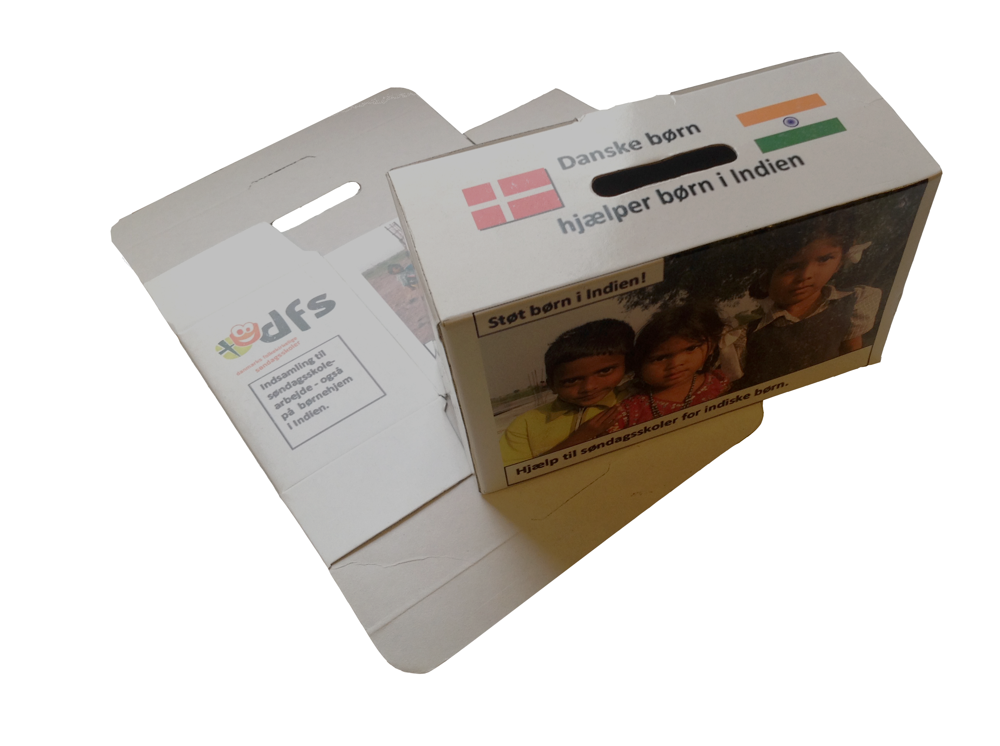 Danske børn
hjælper børn i Indien
Støt børn i Indien!
Hjælp til søndagsskoler for indiske børn.
dfs
danmarks folkekirkelige
søndagsskoler
Indsamling til
søndagsskole-
arbejde - også
på børnehjem
i Indien.